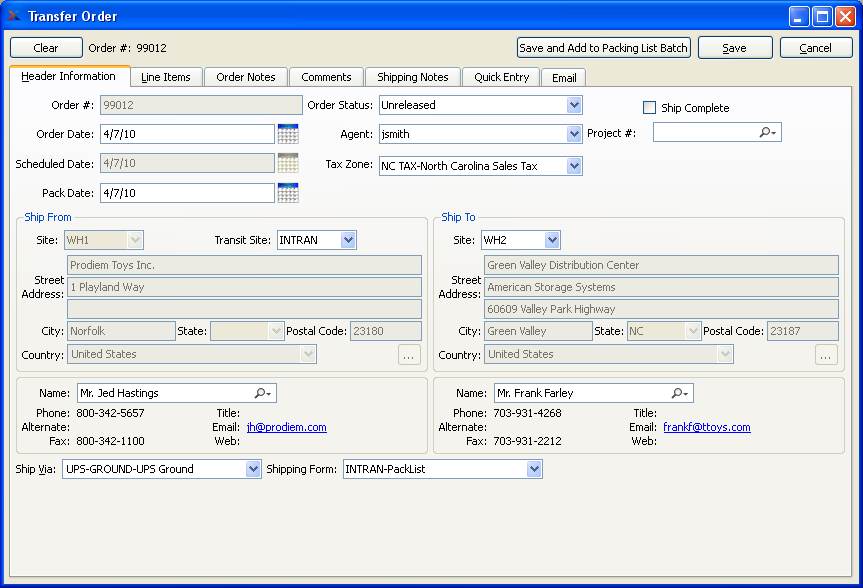 Transfer Order
Clear Order #: 99012 Save and Add to Packing List Batch Save Cancel
Header Information Line Items Order Notes Comments Shipping Notes Quick Entry Email
Order #: 99012 Order Status: Unreleased Ship Complete
Order Date: 4/7/10 Agent: jsmith Project #:
Scheduled Date: 4/7/10 Tax Zone: NC TAX-North Carolina Sales Tax
Pack Date: 4/7/10
Ship From
Site: WH1 Transit Site: INTRAN
Prodiem Toys Inc.
Street Address: 1 Playland Way
City: Norfolk State: Postal Code: 23180
Country: United States ...
Name: Mr. Jed Hastings
Phone: 800-342-5657 Title:
Alternate: Email: jh@prodiem.com
Fax: 800-342-1100 Web:
Ship To
Site: WH2
Green Valley Distribution Center
Street Address: American Storage Systems
60609 Valley Park Highway
City: Green Valley State: NC Postal Code: 23187
Country: United States ...
Name: Mr. Frank Farley
Phone: 703-931-4268 Title:
Alternate: Email: frankf@ttoys.com
Fax: 703-931-2212 Web:
Ship Via: UPS-GROUND-UPS Ground Shipping Form: INTRAN-PackList